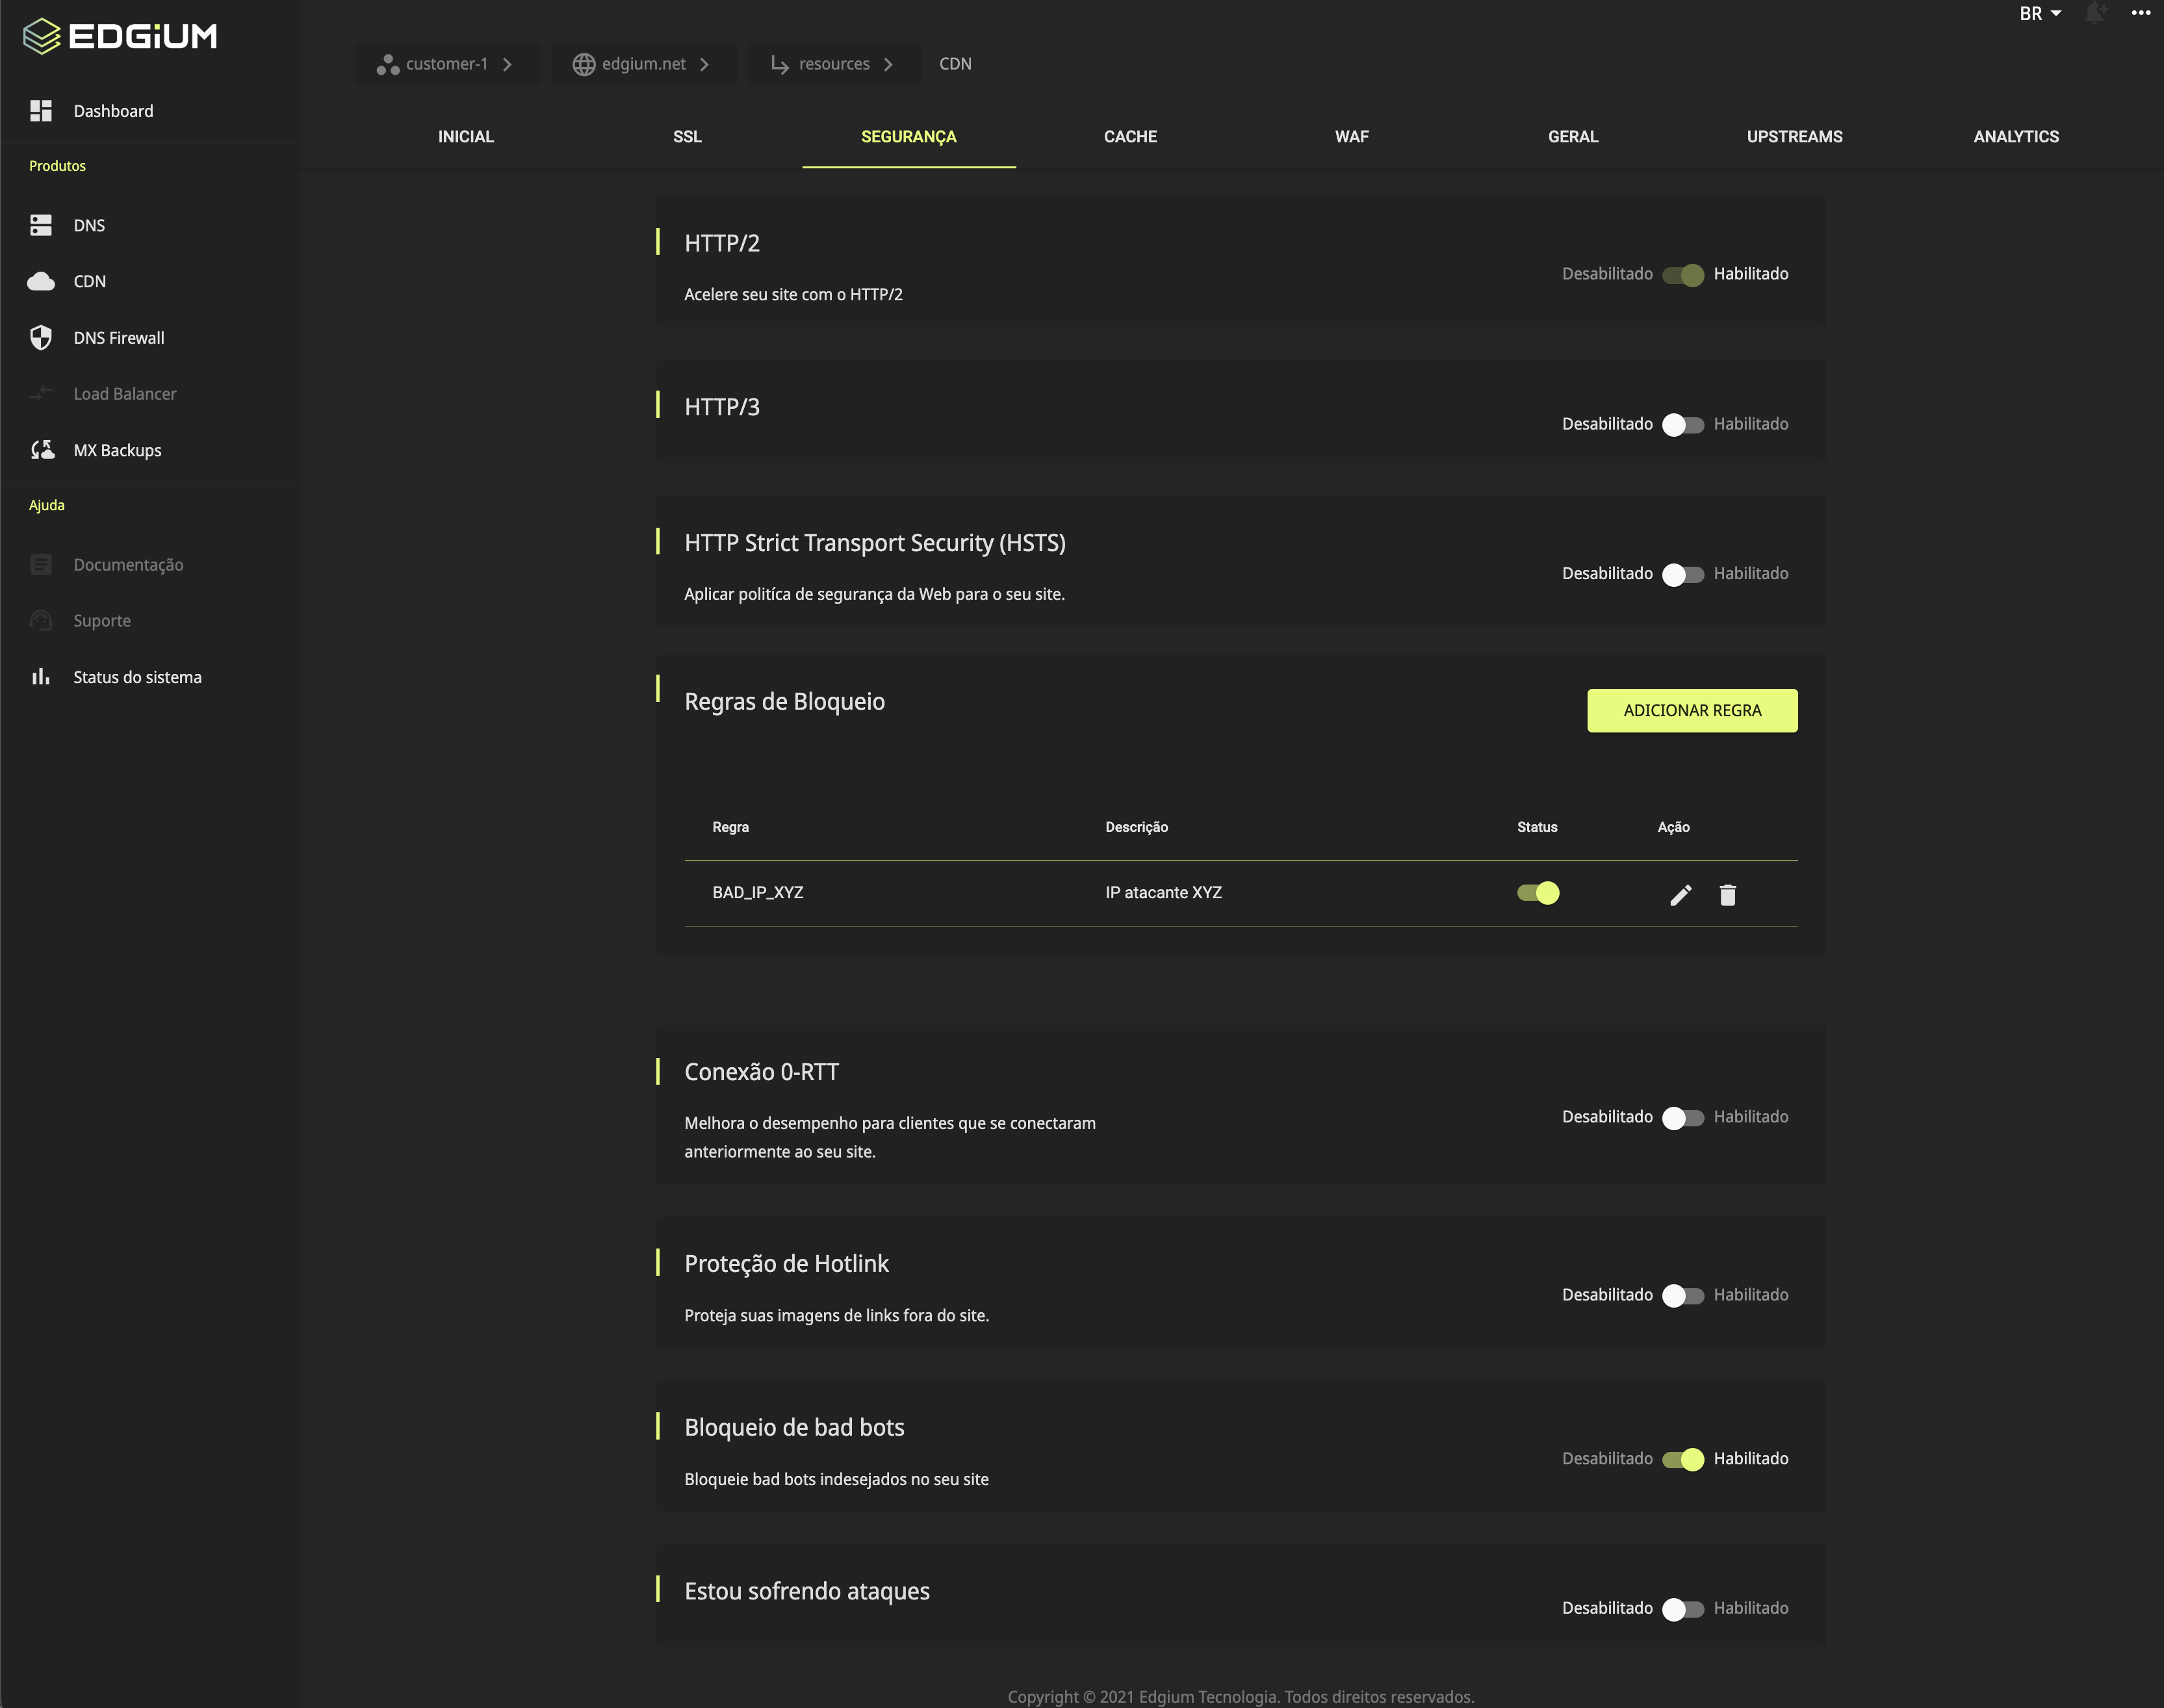 EDGiUM
BR
customer-1
edgium.net
resources
CDN
Dashboard
Produtos
DNS
CDN
DNS Firewall
Load Balancer
MX Backups
Ajuda
Documentação
Suporte
Status do sistema
INICIAL
SSL
SEGURANÇA
CACHE
WAF
GERAL
UPSTREAMS
ANALYTICS
HTTP/2
Acelere seu site com o HTTP/2
Desabilitado
Habilitado
HTTP/3
Desabilitado
Habilitado
HTTP Strict Transport Security (HSTS)
Aplicar politíca de segurança da Web para o seu site.
Desabilitado
Habilitado
Regras de Bloqueio
ADICIONAR REGRA
Regra
Descrição
Status
Ação
BAD_IP_XYZ
IP atacante XYZ
Conexão 0-RTT
Melhora o desempenho para clientes que se conectaram
anteriormente ao seu site.
Desabilitado
Habilitado
Proteção de Hotlink
Proteja suas imagens de links fora do site.
Desabilitado
Habilitado
Bloqueio de bad bots
Bloqueie bad bots indesejados no seu site
Desabilitado
Habilitado
Estou sofrendo ataques
Desabilitado
Habilitado
Copyright © 2021 Edgium Tecnologia. Todos direitos reservados.